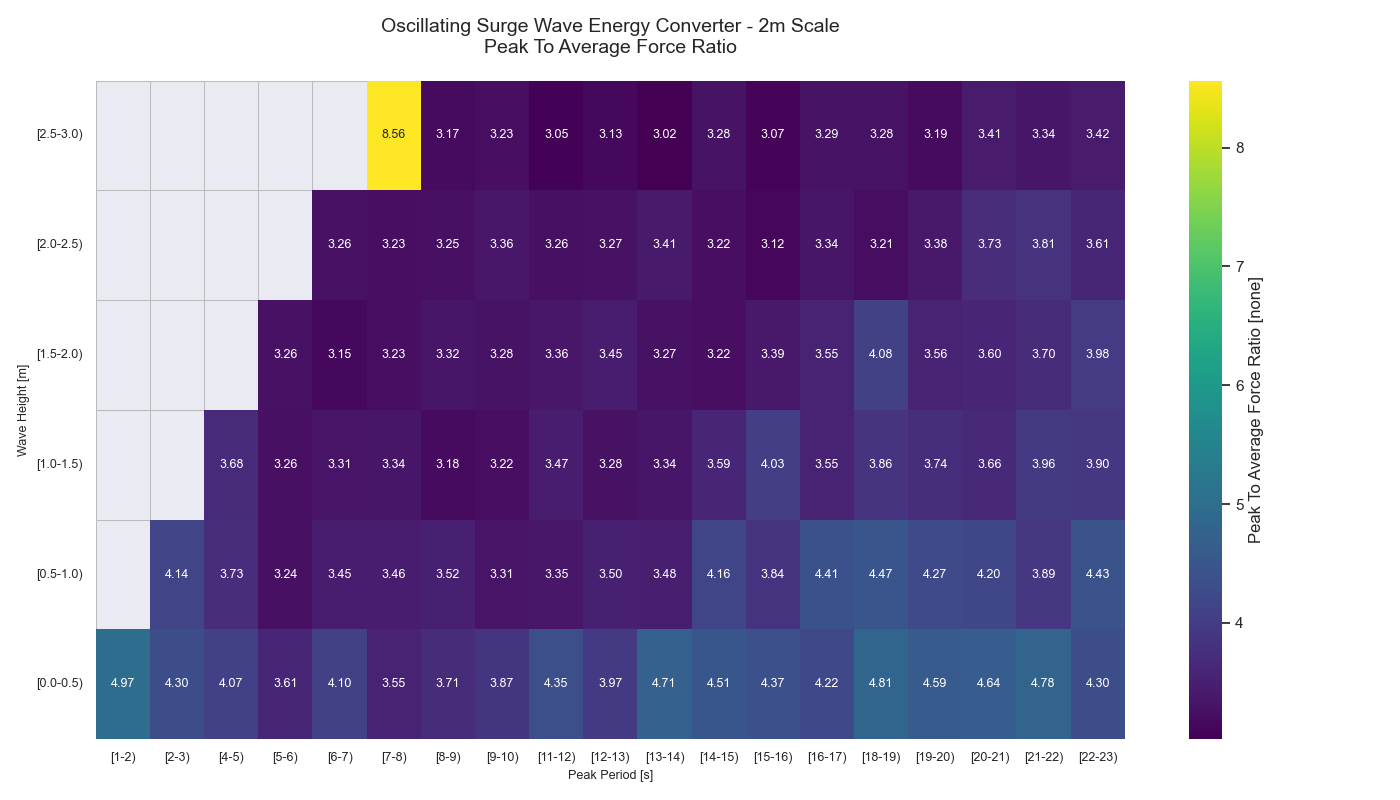 Oscillating Surge Wave Energy Converter - 2m Scale
Peak To Average Force Ratio
[2.5-3.0) 8.56 3.17 3.23 3.05 3.13 3.02 3.28 3.07 3.29 3.28 3.19 3.41 3.34 3.42
[2.0-2.5) 3.26 3.23 3.25 3.36 3.26 3.27 3.41 3.22 3.12 3.34 3.21 3.38 3.73 3.81 3.61
[1.5-2.0) 3.26 3.15 3.23 3.32 3.28 3.36 3.45 3.27 3.22 3.39 3.55 4.08 3.56 3.60 3.70 3.98
[1.0-1.5) 3.68 3.26 3.31 3.34 3.18 3.22 3.47 3.28 3.34 3.59 4.03 3.55 3.86 3.74 3.66 3.96 3.90
[0.5-1.0) 4.14 3.73 3.24 3.45 3.46 3.52 3.31 3.35 3.50 3.48 4.16 3.84 4.41 4.47 4.27 4.20 3.89 4.43
[0.0-0.5) 4.97 4.30 4.07 3.61 4.10 3.55 3.71 3.87 4.35 3.97 4.71 4.51 4.37 4.22 4.81 4.59 4.64 4.78 4.30
[1-2) [2-3) [4-5) [5-6) [6-7) [7-8) [8-9) [9-10) [11-12) [12-13) [13-14) [14-15) [15-16) [16-17) [18-19) [19-20) [20-21) [21-22) [22-23)
Peak Period [s]
Wave Height [m]
8
7
6
5
4
Peak To Average Force Ratio [none]